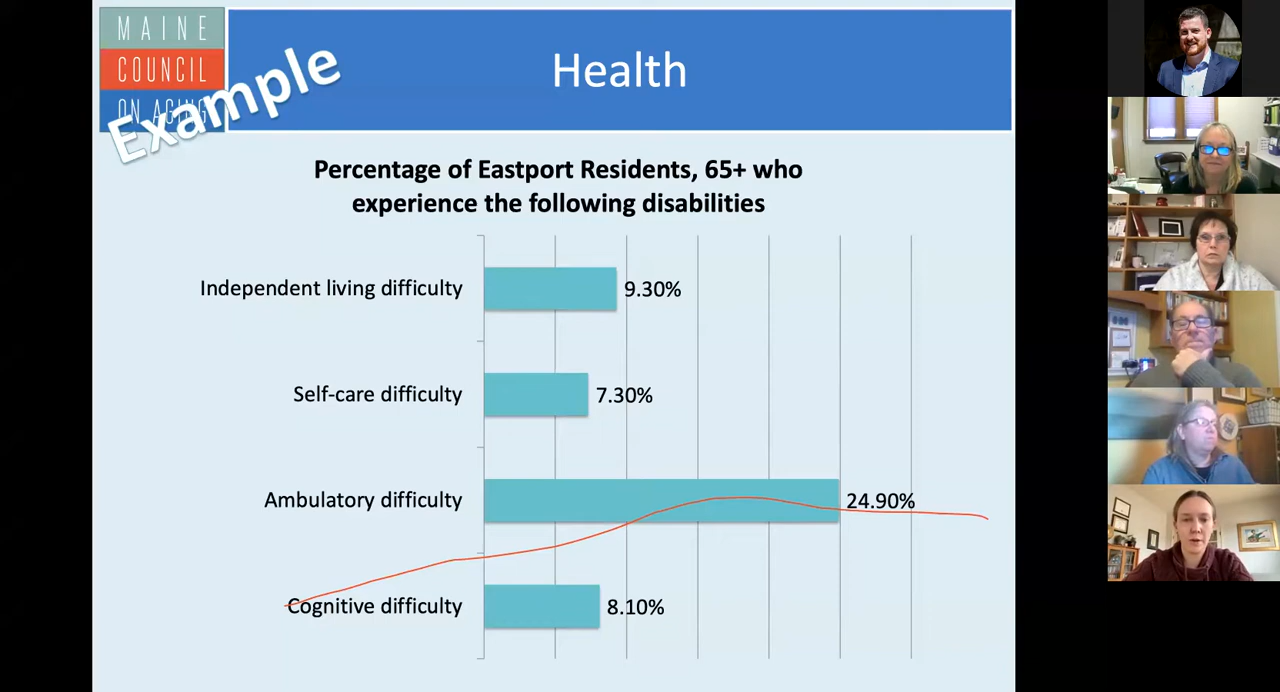 MAINE
COUNCIL
ON AGING
Example
Health
Percentage of Eastport Residents, 65+ who
experience the following disabilities
Independent living difficulty 9.30%
Self-care difficulty 7.30%
Ambulatory difficulty 24.90%
Cognitive difficulty 8.10%